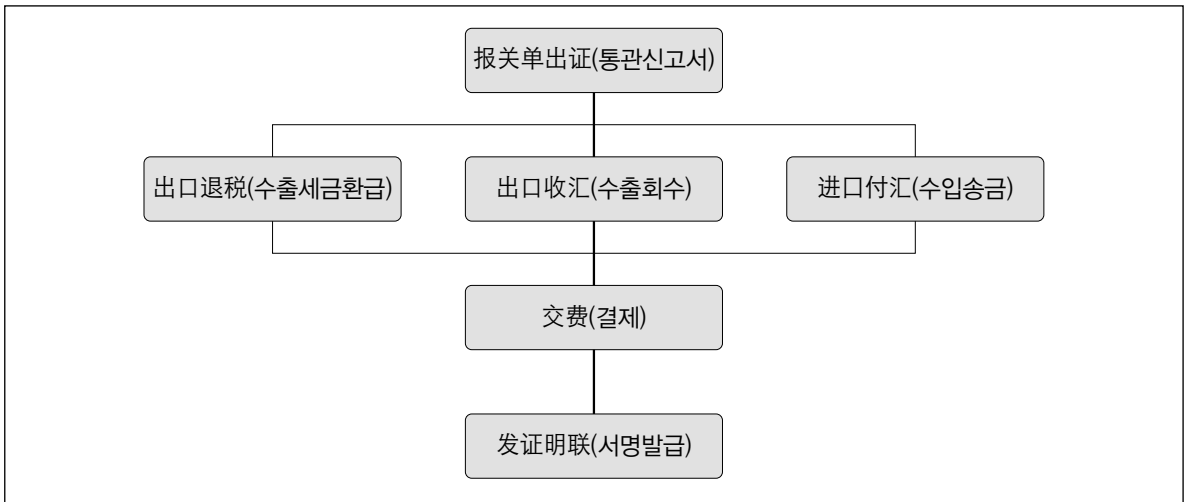 报关单出证(통관신고서)
出口退税(수출세금환급)
出口收汇(수출회수)
进口付汇(수입송금)
交费(결제)
发证明联(서명발급)